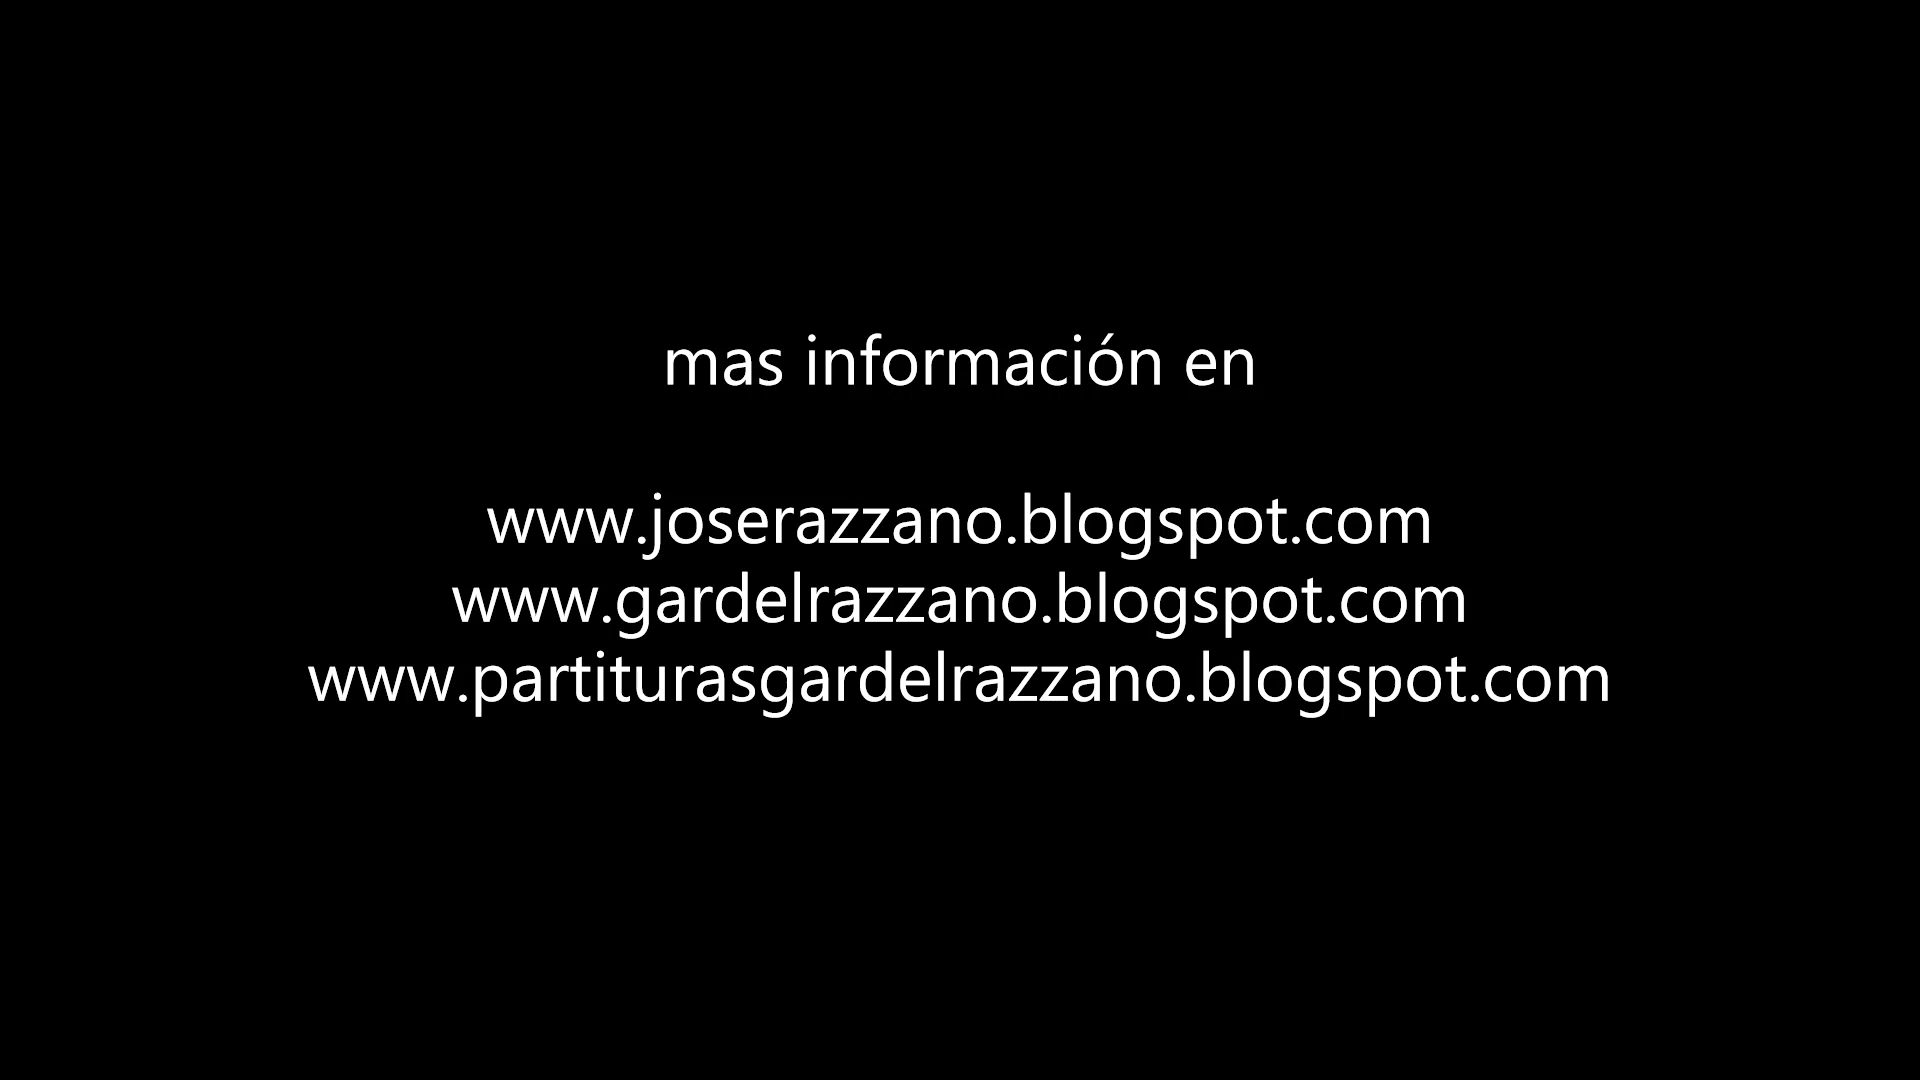 mas información en
www.joserazzano.blogspot.com
www.gardelrazzano.blogspot.com
www.partiturasgardelrazzano.blogspot.com